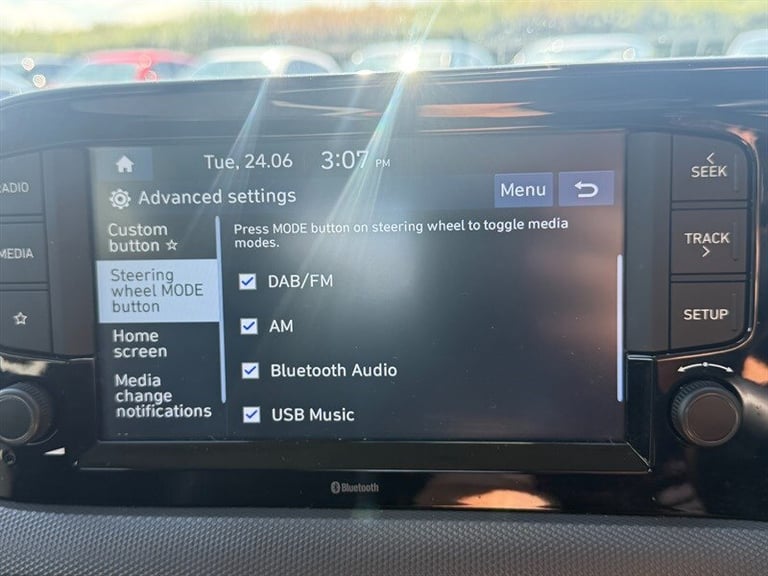 Tue, 24.06 3:07 PM
Advanced settings
Menu
Custom
button ☆
Steering
wheel MODE
button
Home
screen
Media
change
notifications
Press MODE button on steering wheel to toggle media
modes.
DAB/FM
AM
Bluetooth Audio
USB Music
RADIO
MEDIA
SEEK
TRACK
SETUP
Bluetooth